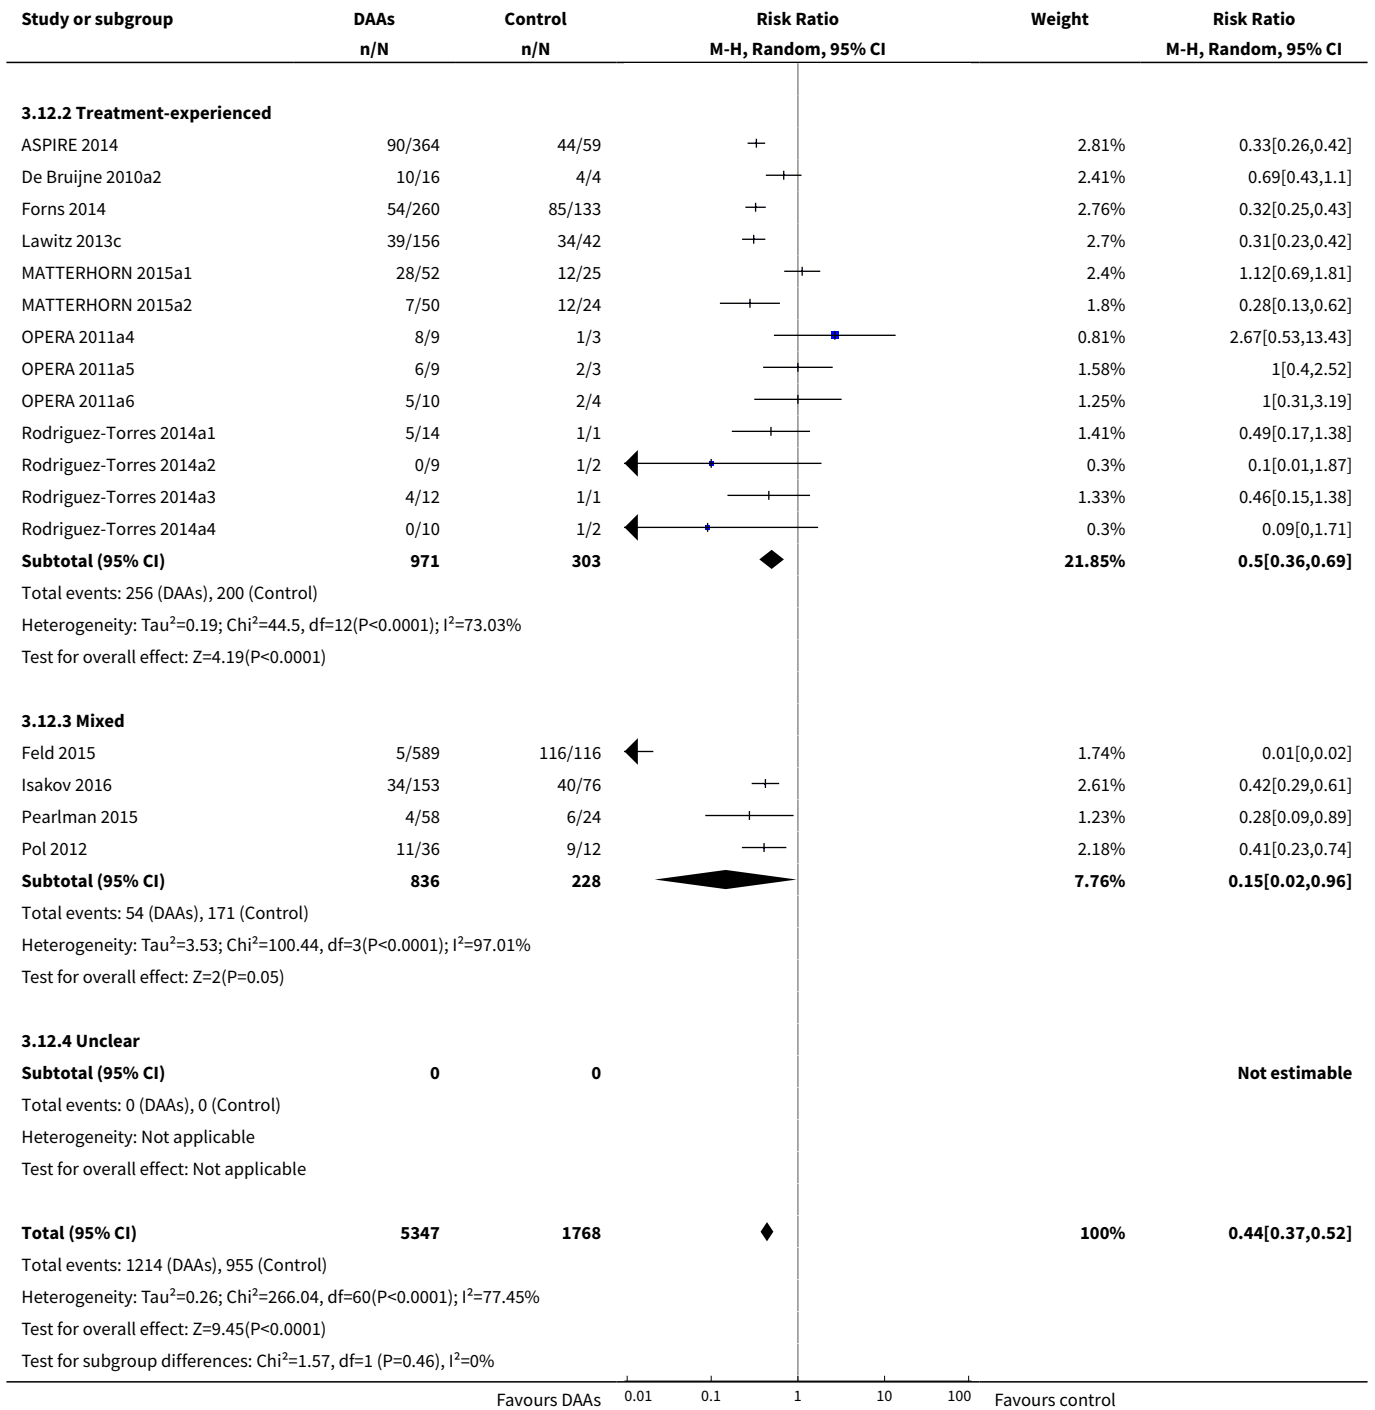 Study or subgroup DAAs Control Risk Ratio Weight Risk Ratio
n/N n/N M-H, Random, 95% CI M-H, Random, 95% CI
3.12.2 Treatment-experienced
ASPIRE 2014 90/364 44/59 2.81% 0.33[0.26,0.42]
De Bruijne 2010a2 10/16 4/4 2.41% 0.69[0.43,1.1]
Forns 2014 54/260 85/133 2.76% 0.32[0.25,0.43]
Lawitz 2013c 39/156 34/42 2.7% 0.31[0.23,0.42]
MATTERHORN 2015a1 28/52 12/25 2.4% 1.12[0.69,1.81]
MATTERHORN 2015a2 7/50 12/24 1.8% 0.28[0.13,0.62]
OPERA 2011a4 8/9 1/3 0.81% 2.67[0.53,13.43]
OPERA 2011a5 6/9 2/3 1.58% 1[0.4,2.52]
OPERA 2011a6 5/10 2/4 1.25% 1[0.31,3.19]
Rodriguez-Torres 2014a1 5/14 1/1 1.41% 0.49[0.17,1.38]
Rodriguez-Torres 2014a2 0/9 1/2 0.3% 0.1[0.01,1.87]
Rodriguez-Torres 2014a3 4/12 1/1 1.33% 0.46[0.15,1.38]
Rodriguez-Torres 2014a4 0/10 1/2 0.3% 0.09[0,1.71]
Subtotal (95% CI) 971 303 21.85% 0.5[0.36,0.69]
Total events: 256 (DAAs), 200 (Control)
Heterogeneity: Tau²=0.19; Chi²=44.5, df=12(P<0.0001); I²=73.03%
Test for overall effect: Z=4.19(P<0.0001)
3.12.3 Mixed
Feld 2015 5/589 116/116 1.74% 0.01[0,0.02]
Isakov 2016 34/153 40/76 2.61% 0.42[0.29,0.61]
Pearlman 2015 4/58 6/24 1.23% 0.28[0.09,0.89]
Pol 2012 11/36 9/12 2.18% 0.41[0.23,0.74]
Subtotal (95% CI) 836 228 7.76% 0.15[0.02,0.96]
Total events: 54 (DAAs), 171 (Control)
Heterogeneity: Tau²=3.53; Chi²=100.44, df=3(P<0.0001); I²=97.01%
Test for overall effect: Z=2(P=0.05)
3.12.4 Unclear
Subtotal (95% CI) 0 0 Not estimable
Total events: 0 (DAAs), 0 (Control)
Heterogeneity: Not applicable
Test for overall effect: Not applicable
Total (95% CI) 5347 1768 100% 0.44[0.37,0.52]
Total events: 1214 (DAAs), 955 (Control)
Heterogeneity: Tau²=0.26; Chi²=266.04, df=60(P<0.0001); I²=77.45%
Test for overall effect: Z=9.45(P<0.0001)
Test for subgroup differences: Chi²=1.57, df=1 (P=0.46), I²=0%
Favours DAAs 0.01 0.1 1 10 100 Favours control